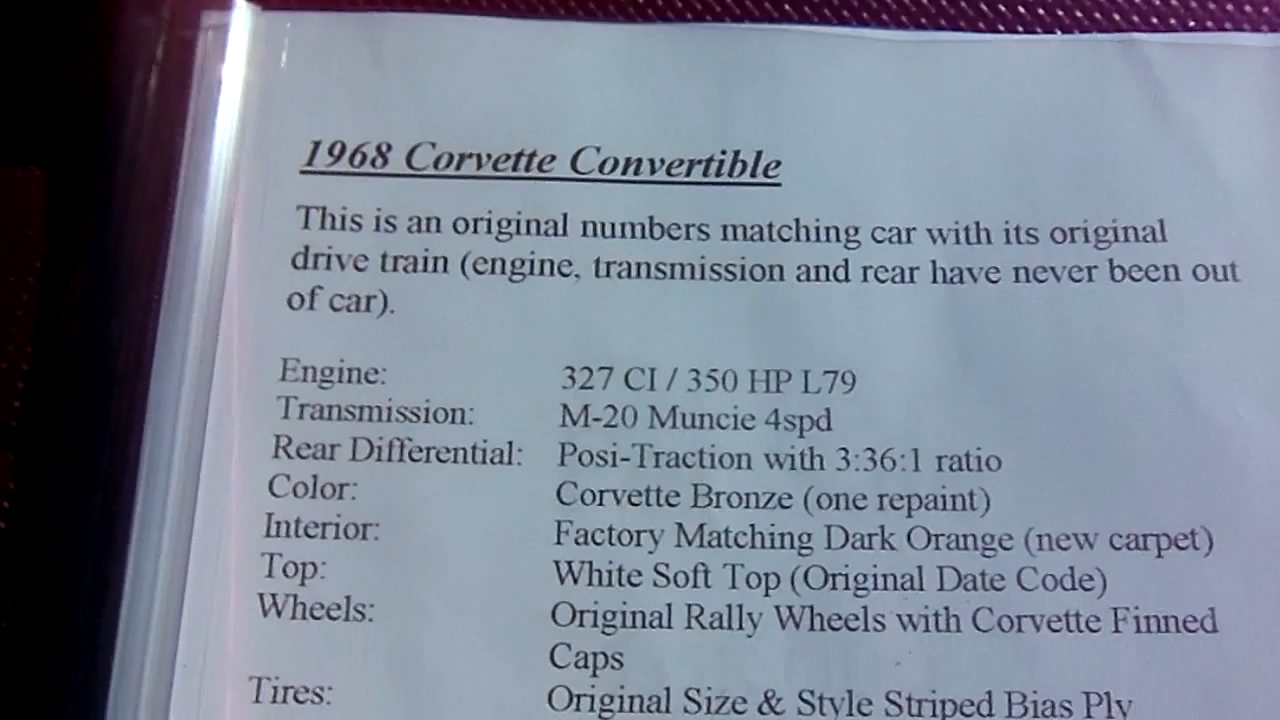 1968 Corvette Convertible
This is an original numbers matching car with its original
drive train (engine, transmission and rear have never been out
of car).
Engine: 327 CI / 350 HP L79
Transmission: M-20 Muncie 4spd
Rear Differential: Posi-Traction with 3:36:1 ratio
Color: Corvette Bronze (one repaint)
Interior: Factory Matching Dark Orange (new carpet)
Top: White Soft Top (Original Date Code)
Wheels: Original Rally Wheels with Corvette Finned
Caps
Tires: Original Size & Style Striped Bias Ply